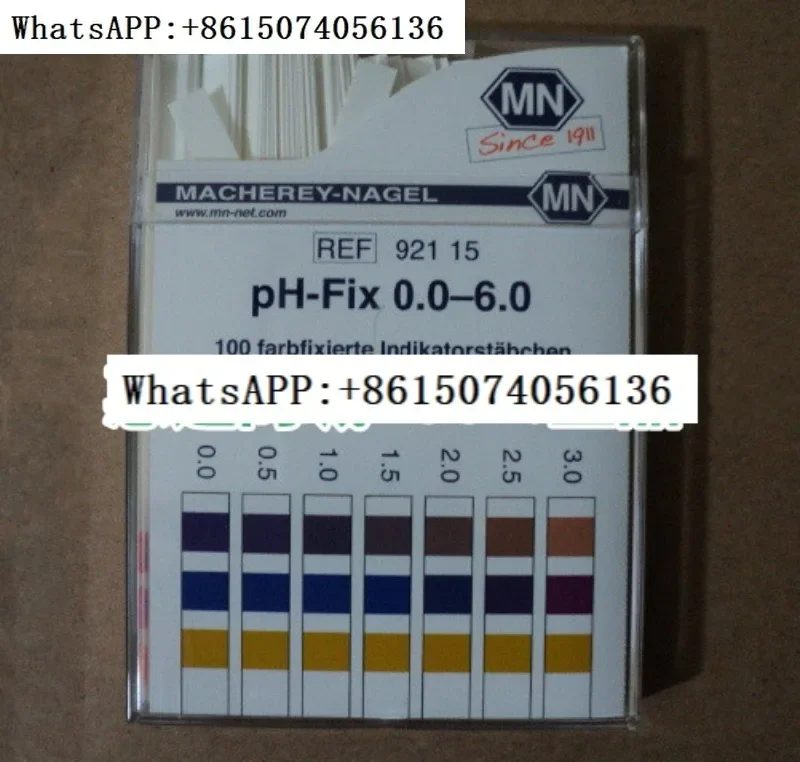 WhatsAPP:+8615074056136
MN
Since 1911
MACHEREY-NAGEL
MN
www.mn-net.com
REF 921 15
pH-Fix 0.0–6.0
100 farbfixierte Indikatorstäbchen
WhatsAPP:+8615074056136
0.0 0.5 1.0 1.5 2.0 2.5 3.0